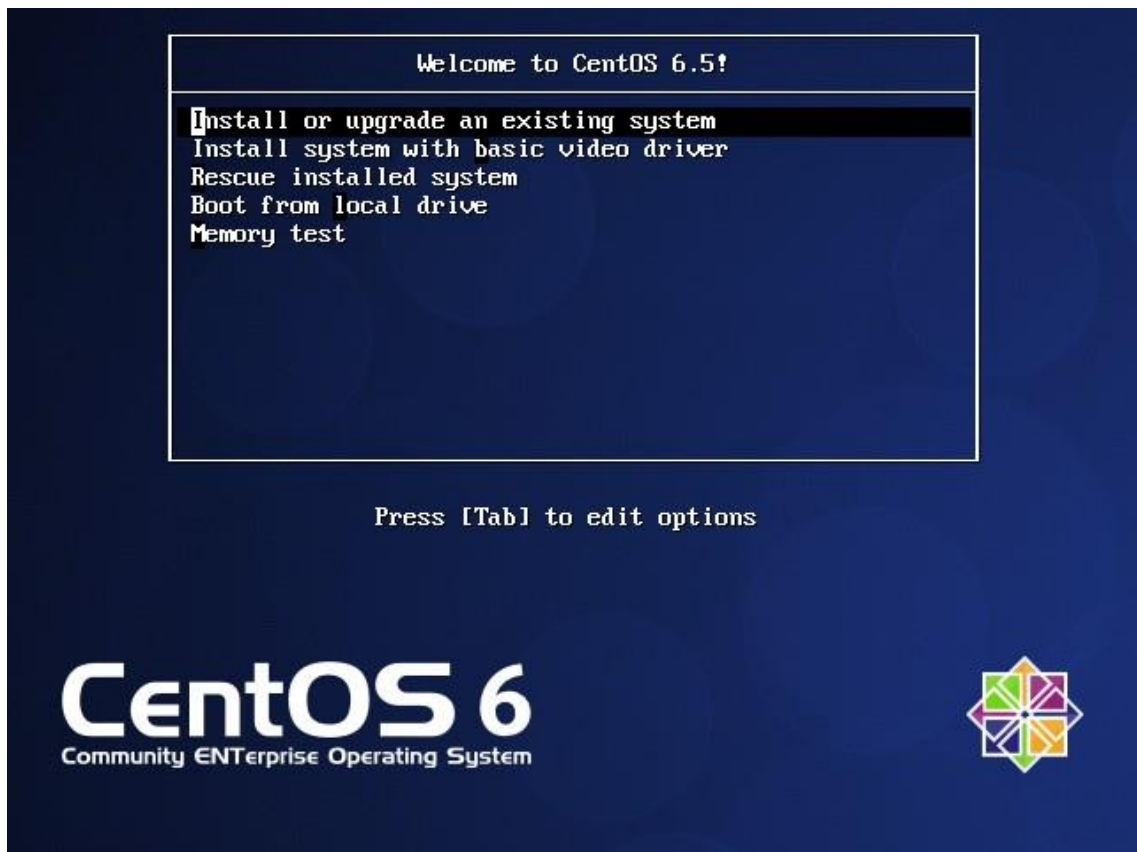 Welcome to CentOS 6.5!
Install or upgrade an existing system
Install system with basic video driver
Rescue installed system
Boot from local drive
Memory test
Press [Tab] to edit options
CentOS 6
Community ENTerprise Operating System